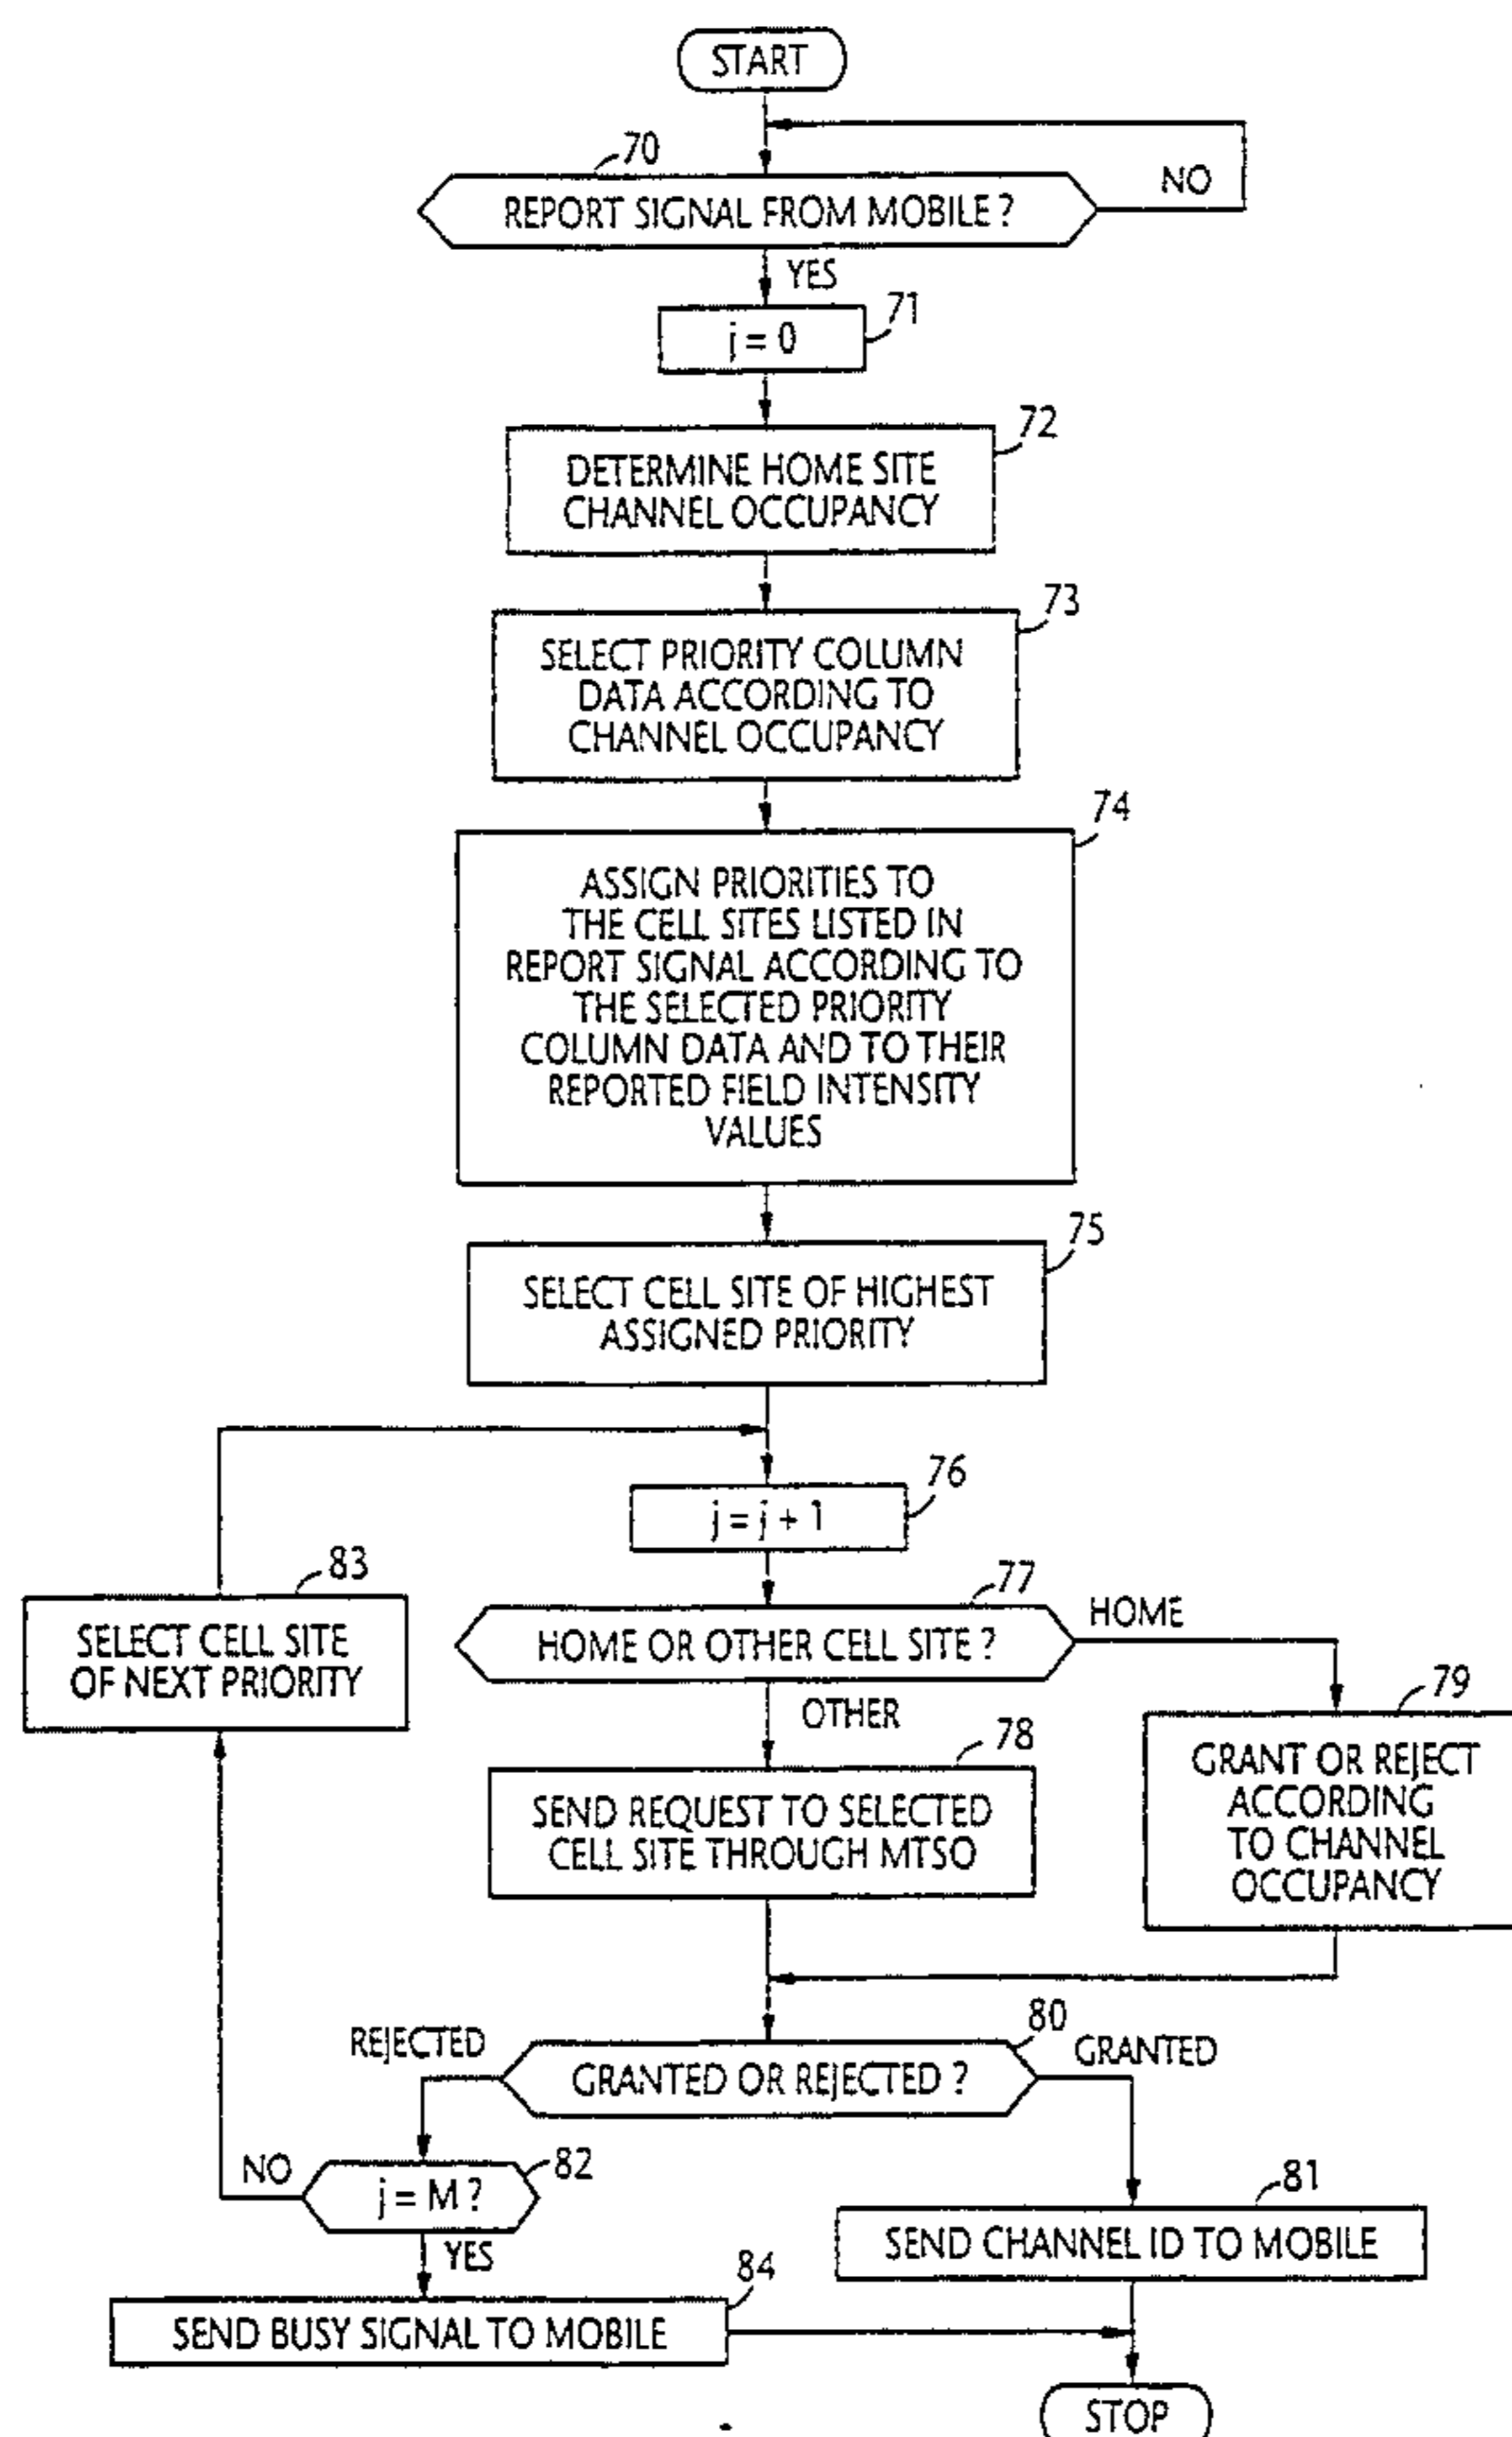 START
70
NO
REPORT SIGNAL FROM MOBILE ?
YES
71
j = 0
72
DETERMINE HOME SITE
CHANNEL OCCUPANCY
73
SELECT PRIORITY COLUMN
DATA ACCORDING TO
CHANNEL OCCUPANCY
74
ASSIGN PRIORITIES TO
THE CELL SITES LISTED IN
REPORT SIGNAL ACCORDING TO
THE SELECTED PRIORITY
COLUMN DATA AND TO THEIR
REPORTED FIELD INTENSITY
VALUES
75
SELECT CELL SITE OF HIGHEST
ASSIGNED PRIORITY
76
j = j + 1
83
SELECT CELL SITE
OF NEXT PRIORITY
77
HOME
HOME OR OTHER CELL SITE ?
OTHER
78
SEND REQUEST TO SELECTED
CELL SITE THROUGH MTSO
79
GRANT OR REJECT
ACCORDING
TO CHANNEL
OCCUPANCY
80
REJECTED
GRANTED
GRANTED OR REJECTED ?
NO
82
j = M ?
YES
81
SEND CHANNEL ID TO MOBILE
84
SEND BUSY SIGNAL TO MOBILE
STOP